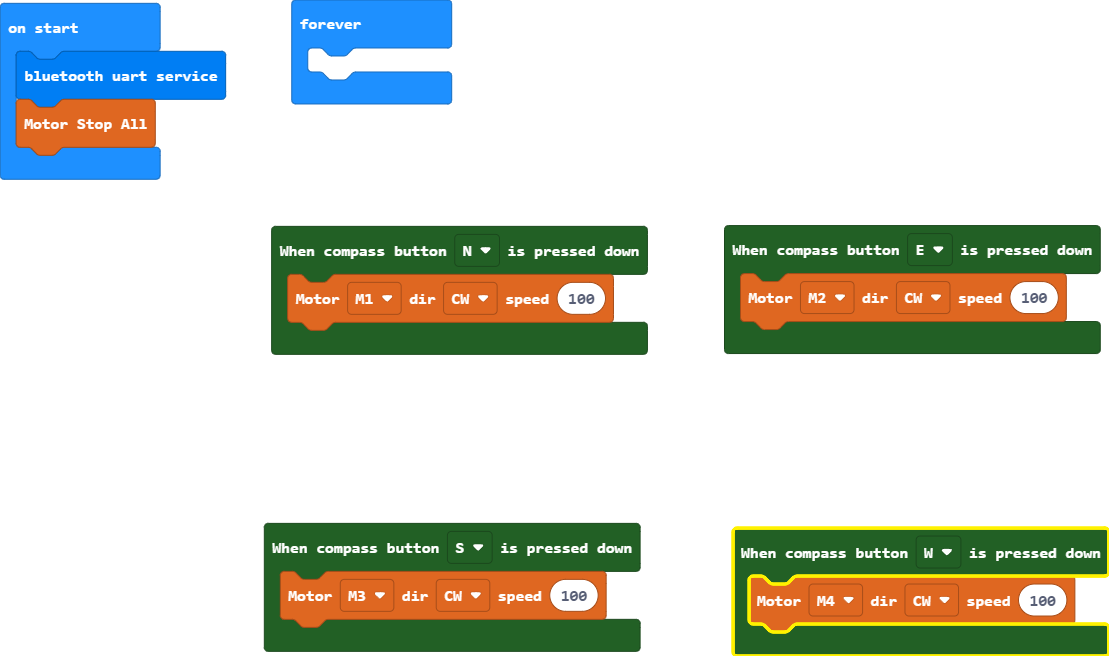 on start
bluetooth uart service
Motor Stop All
forever
When compass button N is pressed down
Motor M1 dir CW speed 100
When compass button E is pressed down
Motor M2 dir CW speed 100
When compass button S is pressed down
Motor M3 dir CW speed 100
When compass button W is pressed down
Motor M4 dir CW speed 100